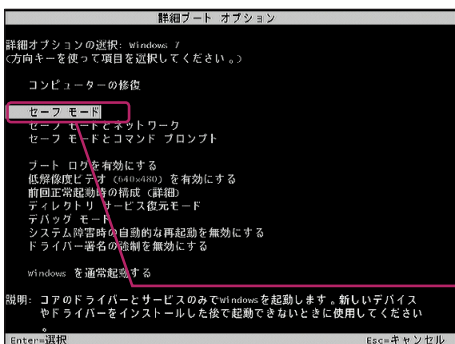 詳細ブート オプション
詳細オプションの選択: Windows 7
(方向キーを使って項目を選択してください。)
コンピューターの修復
セーフ モード
セーフ モードとネットワーク
セーフ モードとコマンド プロンプト
ブート ログを有効にする
低解像度ビデオ (640x480) を有効にする
前回正常起動時の構成 (詳細)
ディレクトリ サービス復元モード
デバッグ モード
システム障害時の自動的な再起動を無効にする
ドライバー署名の強制を無効にする
Windows を通常起動する
説明: コアのドライバーとサービスのみでWindowsを起動します。新しいデバイス
やドライバーをインストールした後で起動できないときに使用してください
。
Enter=選択 Esc=キャンセル